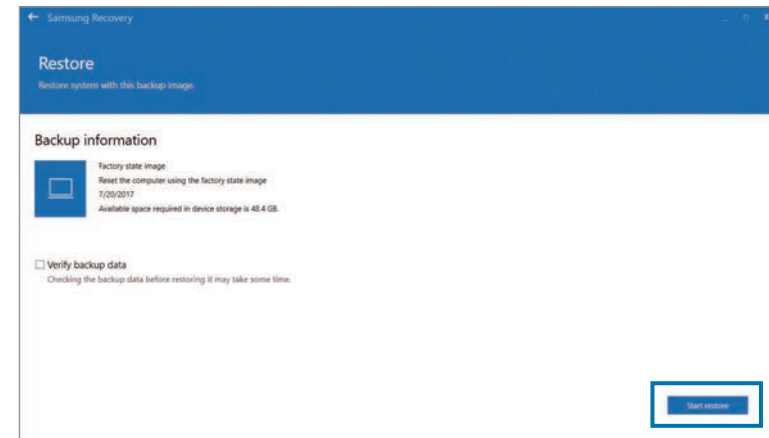 Samsung Recovery
Restore
Restore system with this backup image.
Backup information
Factory state image
Reset the computer using the factory state image
7/20/2017
Available space required in device storage is 48.4 GB.
Verify backup data
Checking the backup data before restoring it may take some time.
Start restore